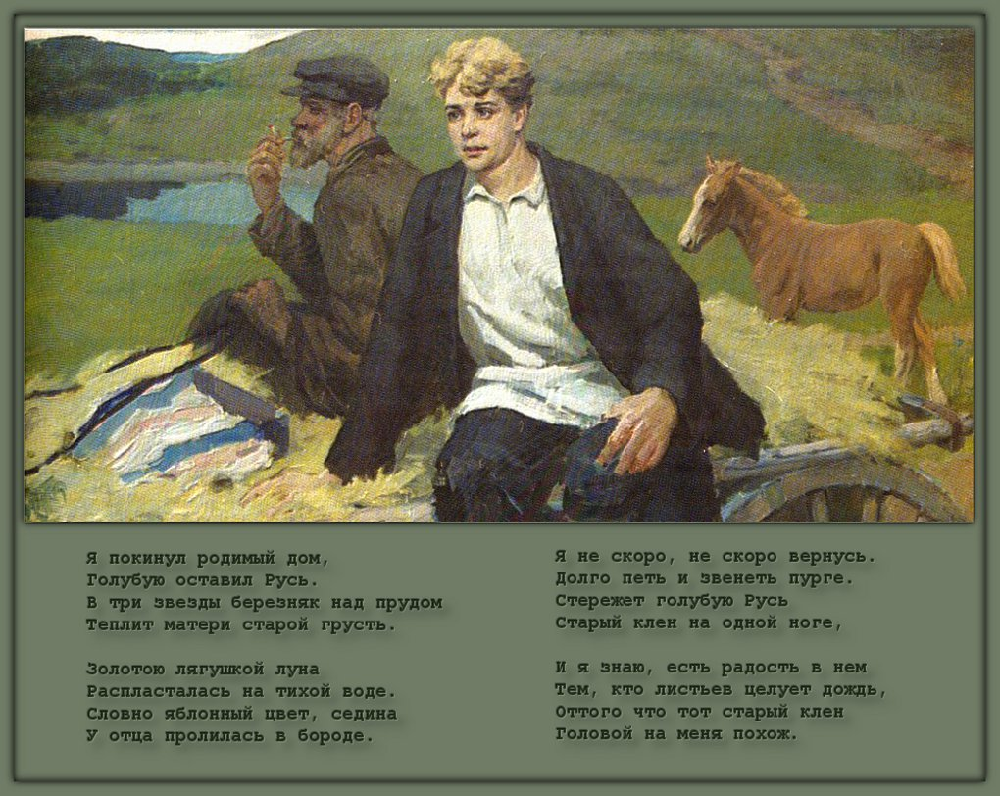 Я покинул родимый дом,
Голубую оставил Русь.
В три звезды березняк над прудом
Теплит матери старой грусть.

Золотою лягушкой луна
Распласталась на тихой воде.
Словно яблонный цвет, седина
У отца пролилась в бороде.

Я не скоро, не скоро вернусь.
Долго петь и звенеть пурге.
Стережет голубую Русь
Старый клен на одной ноге,

И я знаю, есть радость в нем
Тем, кто листьев целует дождь,
Оттого что тот старый клен
Головой на меня похож.